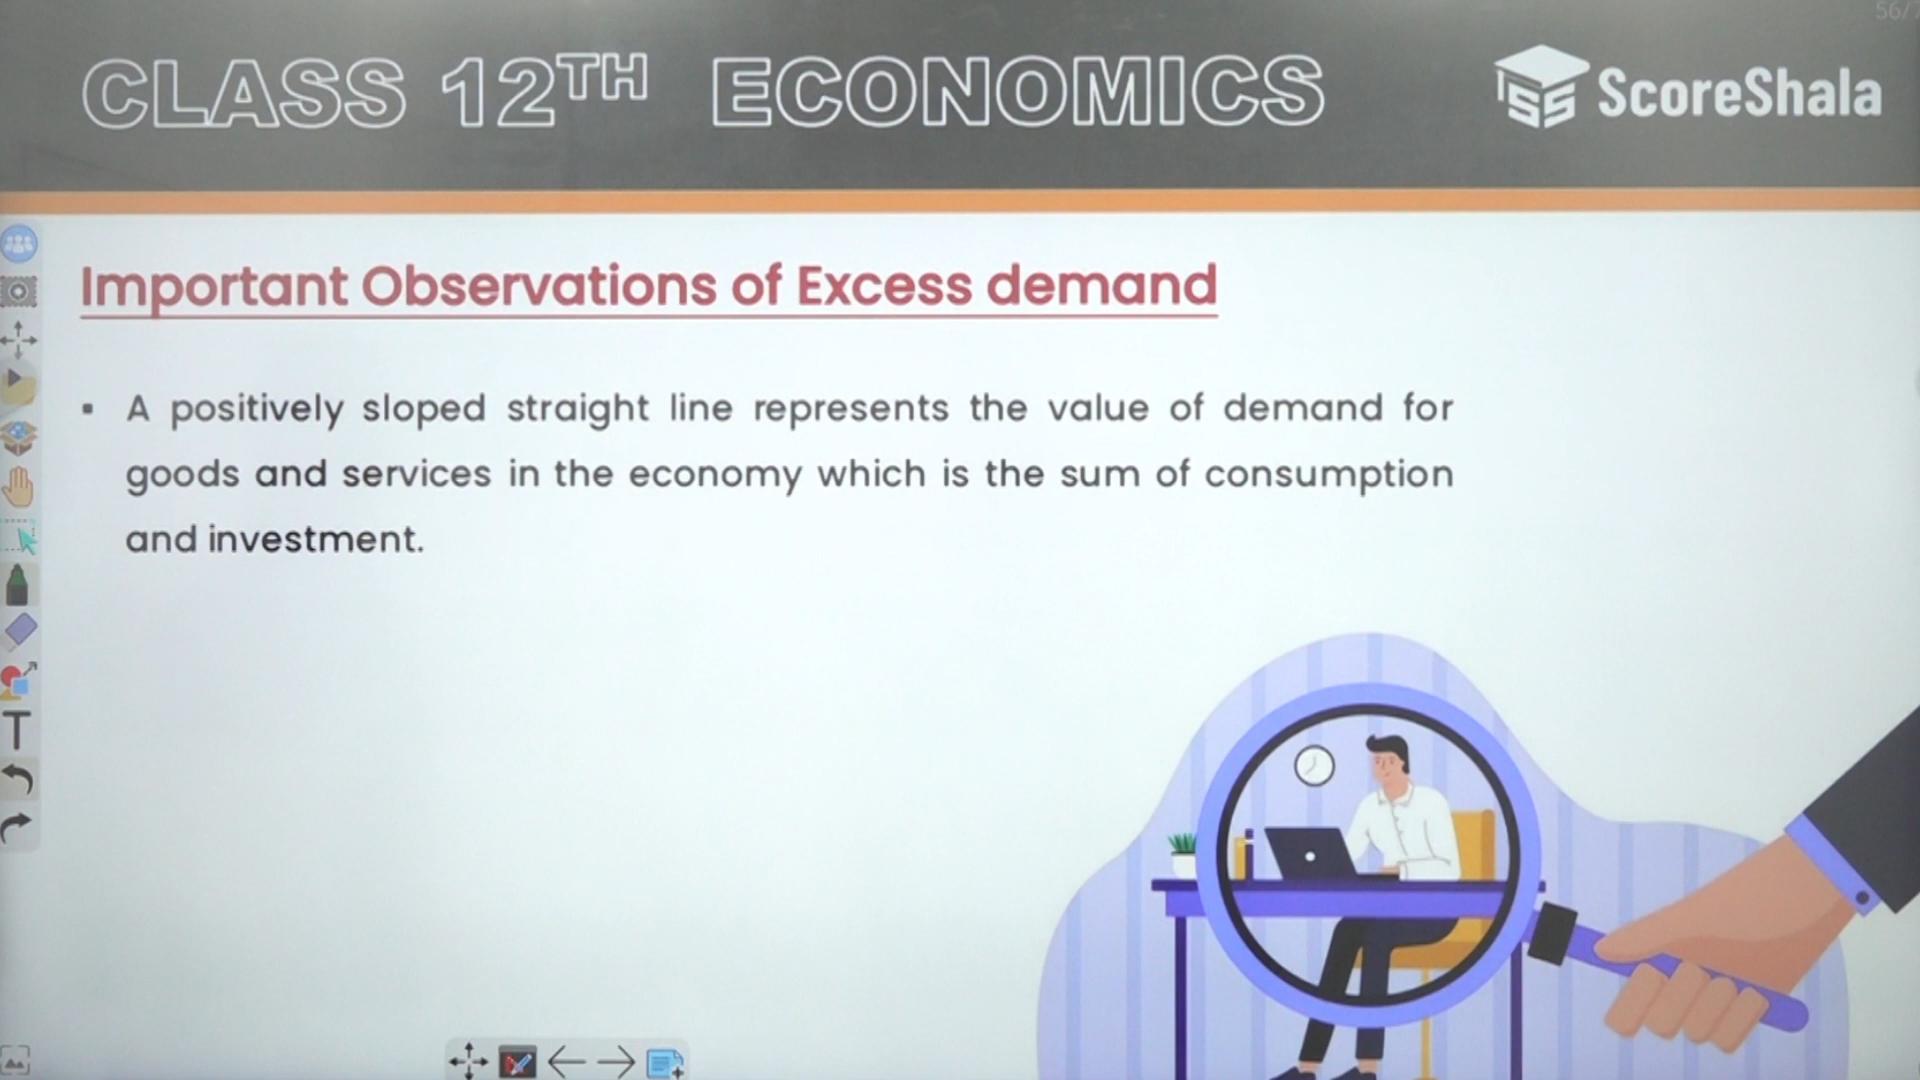 56/
CLASS 12TH ECONOMICS
ScoreShala
Important Observations of Excess demand
▪ A positively sloped straight line represents the value of demand for
goods and services in the economy which is the sum of consumption
and investment.
T